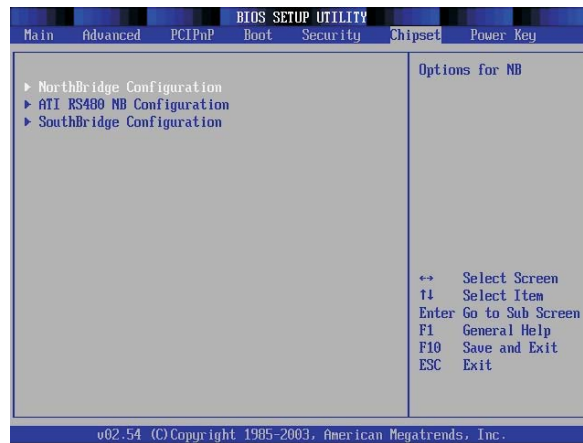 BIOS SETUP UTILITY
Main Advanced PCIPnP Boot Security Chipset Power Key
▶ NorthBridge Configuration
▶ ATI RS480 NB Configuration
▶ SouthBridge Configuration
Options for NB
↔ Select Screen
↑↓ Select Item
Enter Go to Sub Screen
F1 General Help
F10 Save and Exit
ESC Exit
v02.54 (C)Copyright 1985-2003, American Megatrends, Inc.